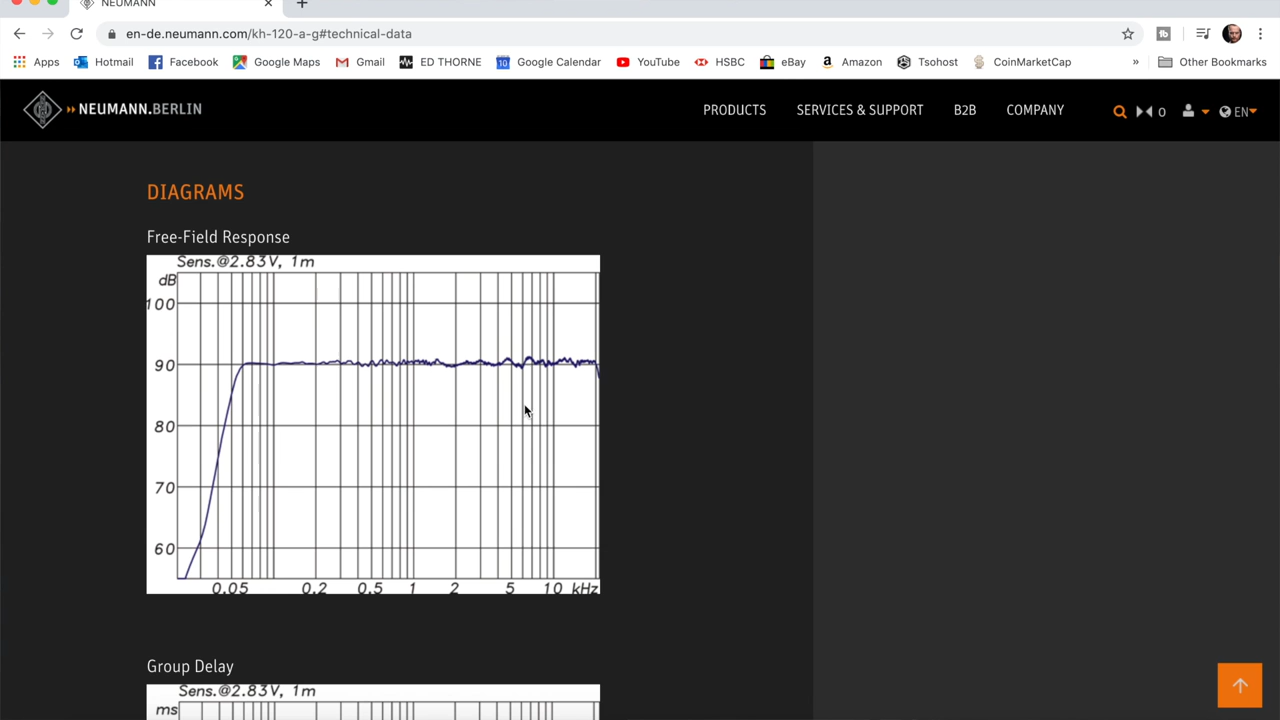 NEUMANN
en-de.neumann.com/kh-120-a-g#technical-data
Apps Hotmail Facebook Google Maps Gmail ED THORNE 10 Google Calendar YouTube HSBC eBay Amazon Tsohost CoinMarketCap » Other Bookmarks
NEUMANN.BERLIN PRODUCTS SERVICES & SUPPORT B2B COMPANY 0 EN
DIAGRAMS
Free-Field Response
Sens.@2.83V, 1m
dB
100
90
80
70
60
0.05 0.2 0.5 1 2 5 10 kHz
Group Delay
Sens.@2.83V, 1m
ms